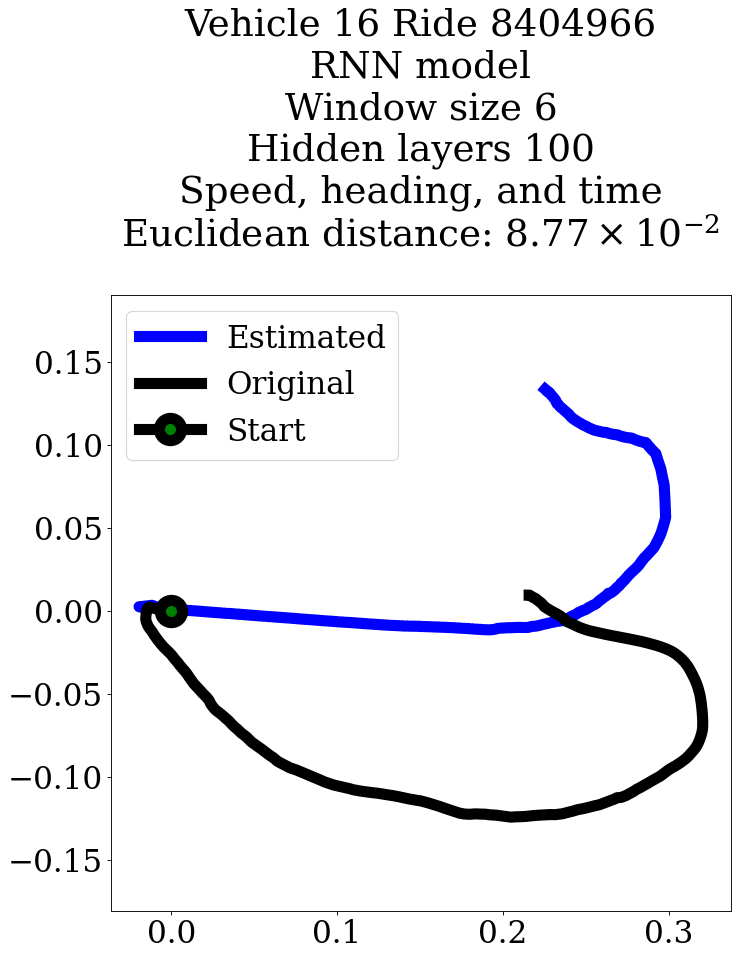 Vehicle 16 Ride 8404966
RNN model
Window size 6
Hidden layers 100
Speed, heading, and time
Euclidean distance: 8.77 × 10⁻²
Estimated
Original
Start
0.15
0.10
0.05
0.00
−0.05
−0.10
−0.15
0.0 0.1 0.2 0.3